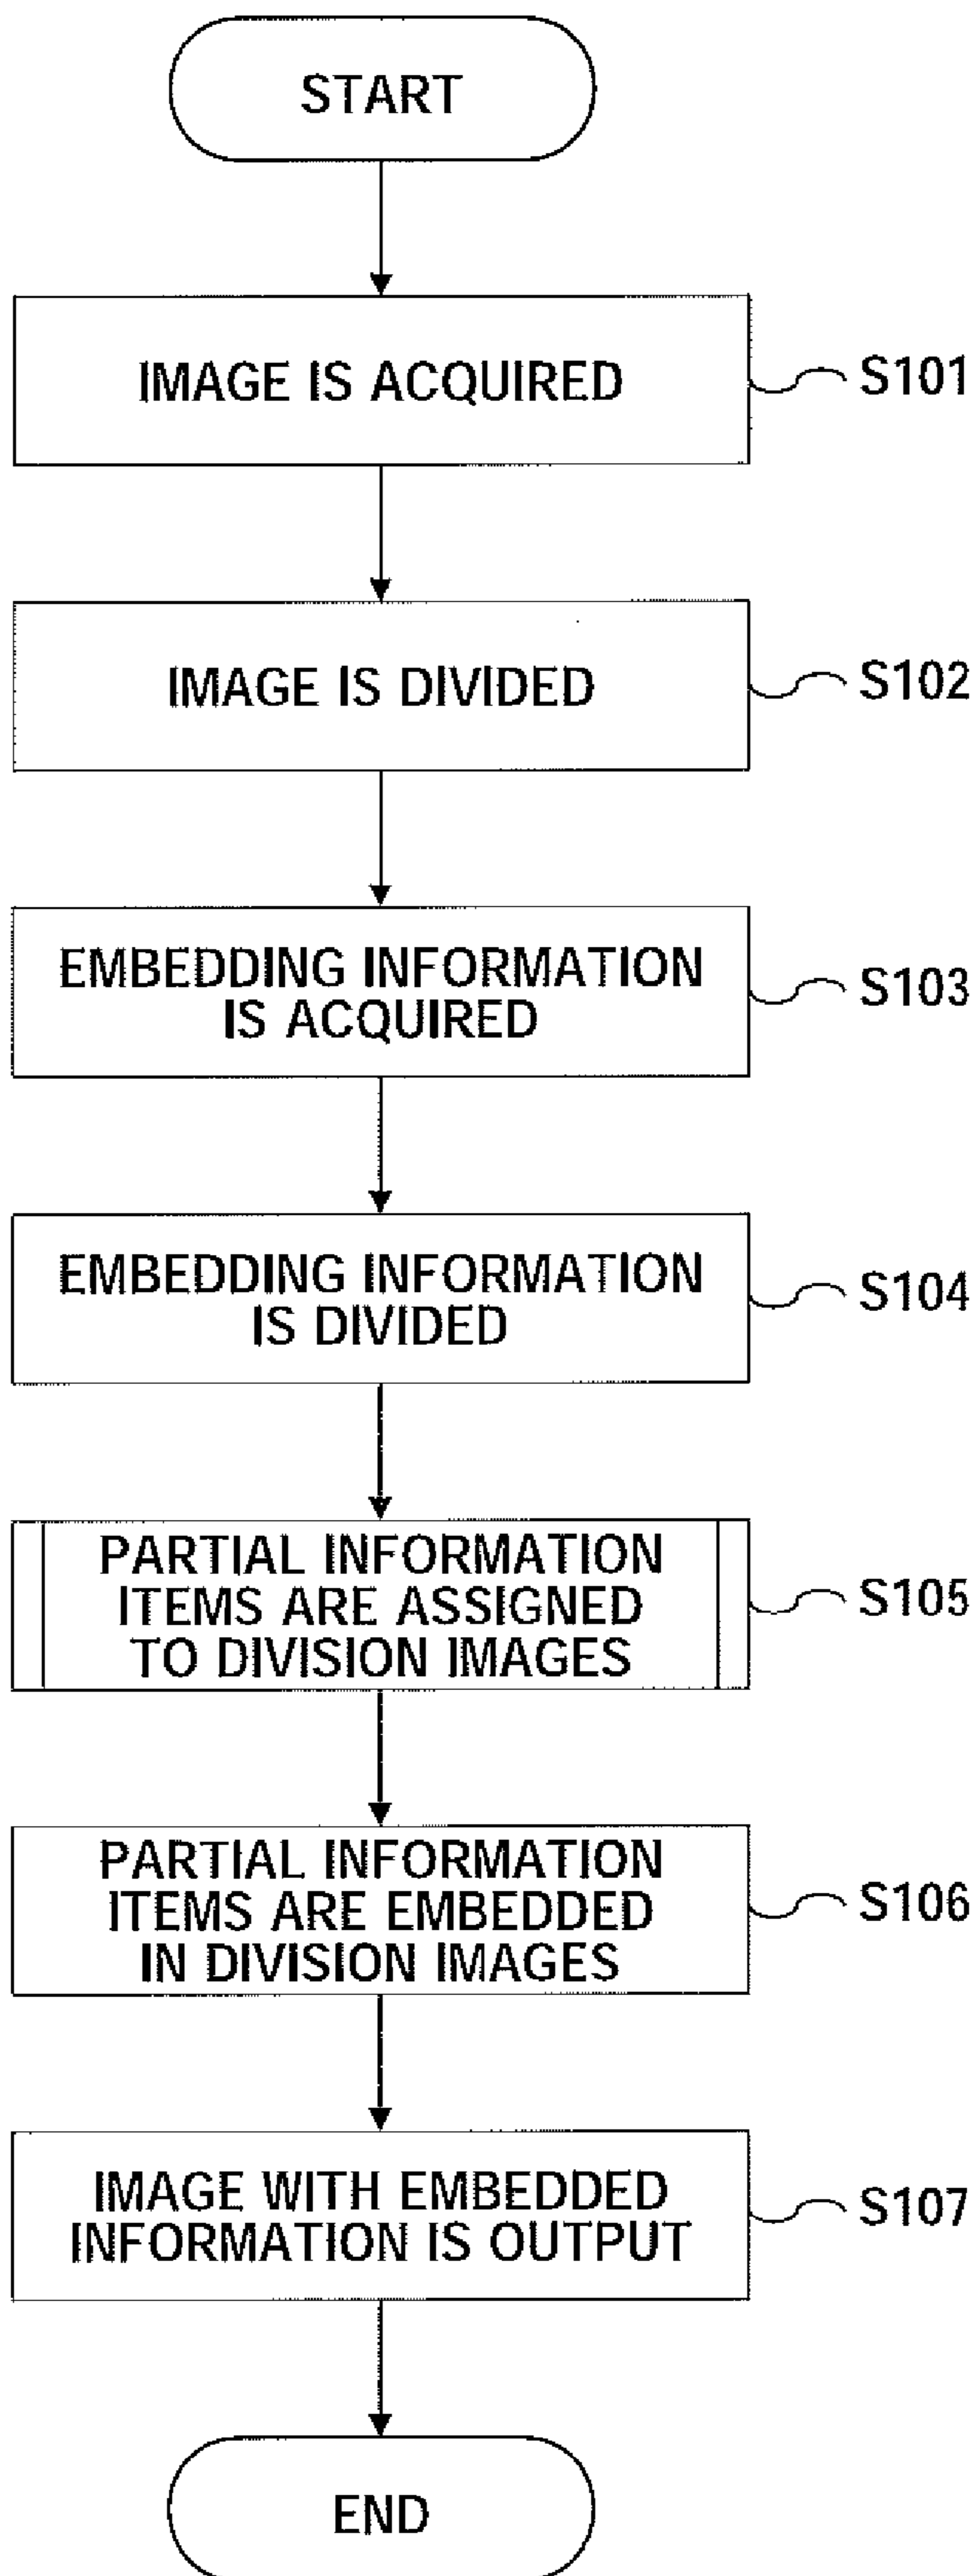 START
IMAGE IS ACQUIRED
S101
IMAGE IS DIVIDED
S102
EMBEDDING INFORMATION
IS ACQUIRED
S103
EMBEDDING INFORMATION
IS DIVIDED
S104
PARTIAL INFORMATION
ITEMS ARE ASSIGNED
TO DIVISION IMAGES
S105
PARTIAL INFORMATION
ITEMS ARE EMBEDDED
IN DIVISION IMAGES
S106
IMAGE WITH EMBEDDED
INFORMATION IS OUTPUT
S107
END